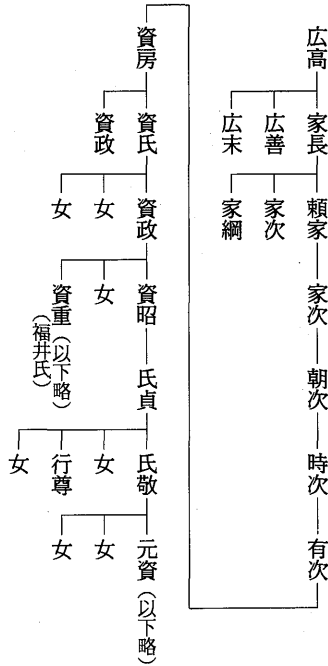 広高
家長
広善
広末
頼家
家次
家綱
家次
朝次
時次
有次
資房
資氏
資政
資政
女
女
資昭
女
資重（以下略）
（福井氏）
氏貞
氏敬
女
行尊
女
元資（以下略）
女
女